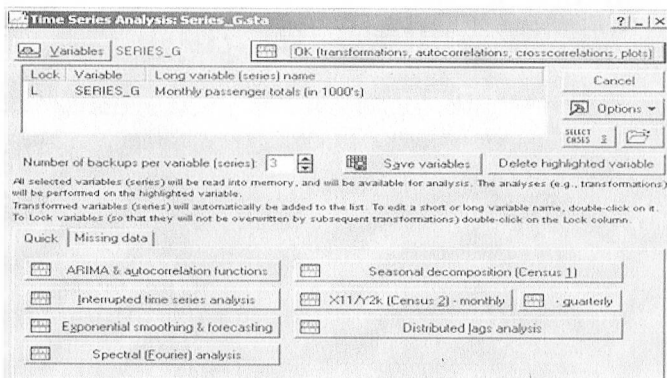 Time Series Analysis: Series_G.sta
Variables SERIES_G OK (transformations, autocorrelations, crosscorrelations, plots)
Lock Variable Long variable (series) name
L SERIES_G Monthly passenger totals (in 1000's)
Cancel
Options
SELECT CASES
Number of backups per variable (series): 3 Save variables Delete highlighted variable
All selected variables (series) will be read into memory, and will be available for analysis. The analyses (e.g., transformations)
will be performed on the highlighted variable.
Transformed variables (series) will automatically be added to the list. To edit a short or long variable name, double-click on it.
To Lock variables (so that they will not be overwritten by subsequent transformations) double-click on the Lock column.
Quick Missing data
ARIMA & autocorrelation functions Seasonal decomposition (Census 1)
Interrupted time series analysis X11/Y2k (Census 2) - monthly - quarterly
Exponential smoothing & forecasting Distributed lags analysis
Spectral (Fourier) analysis